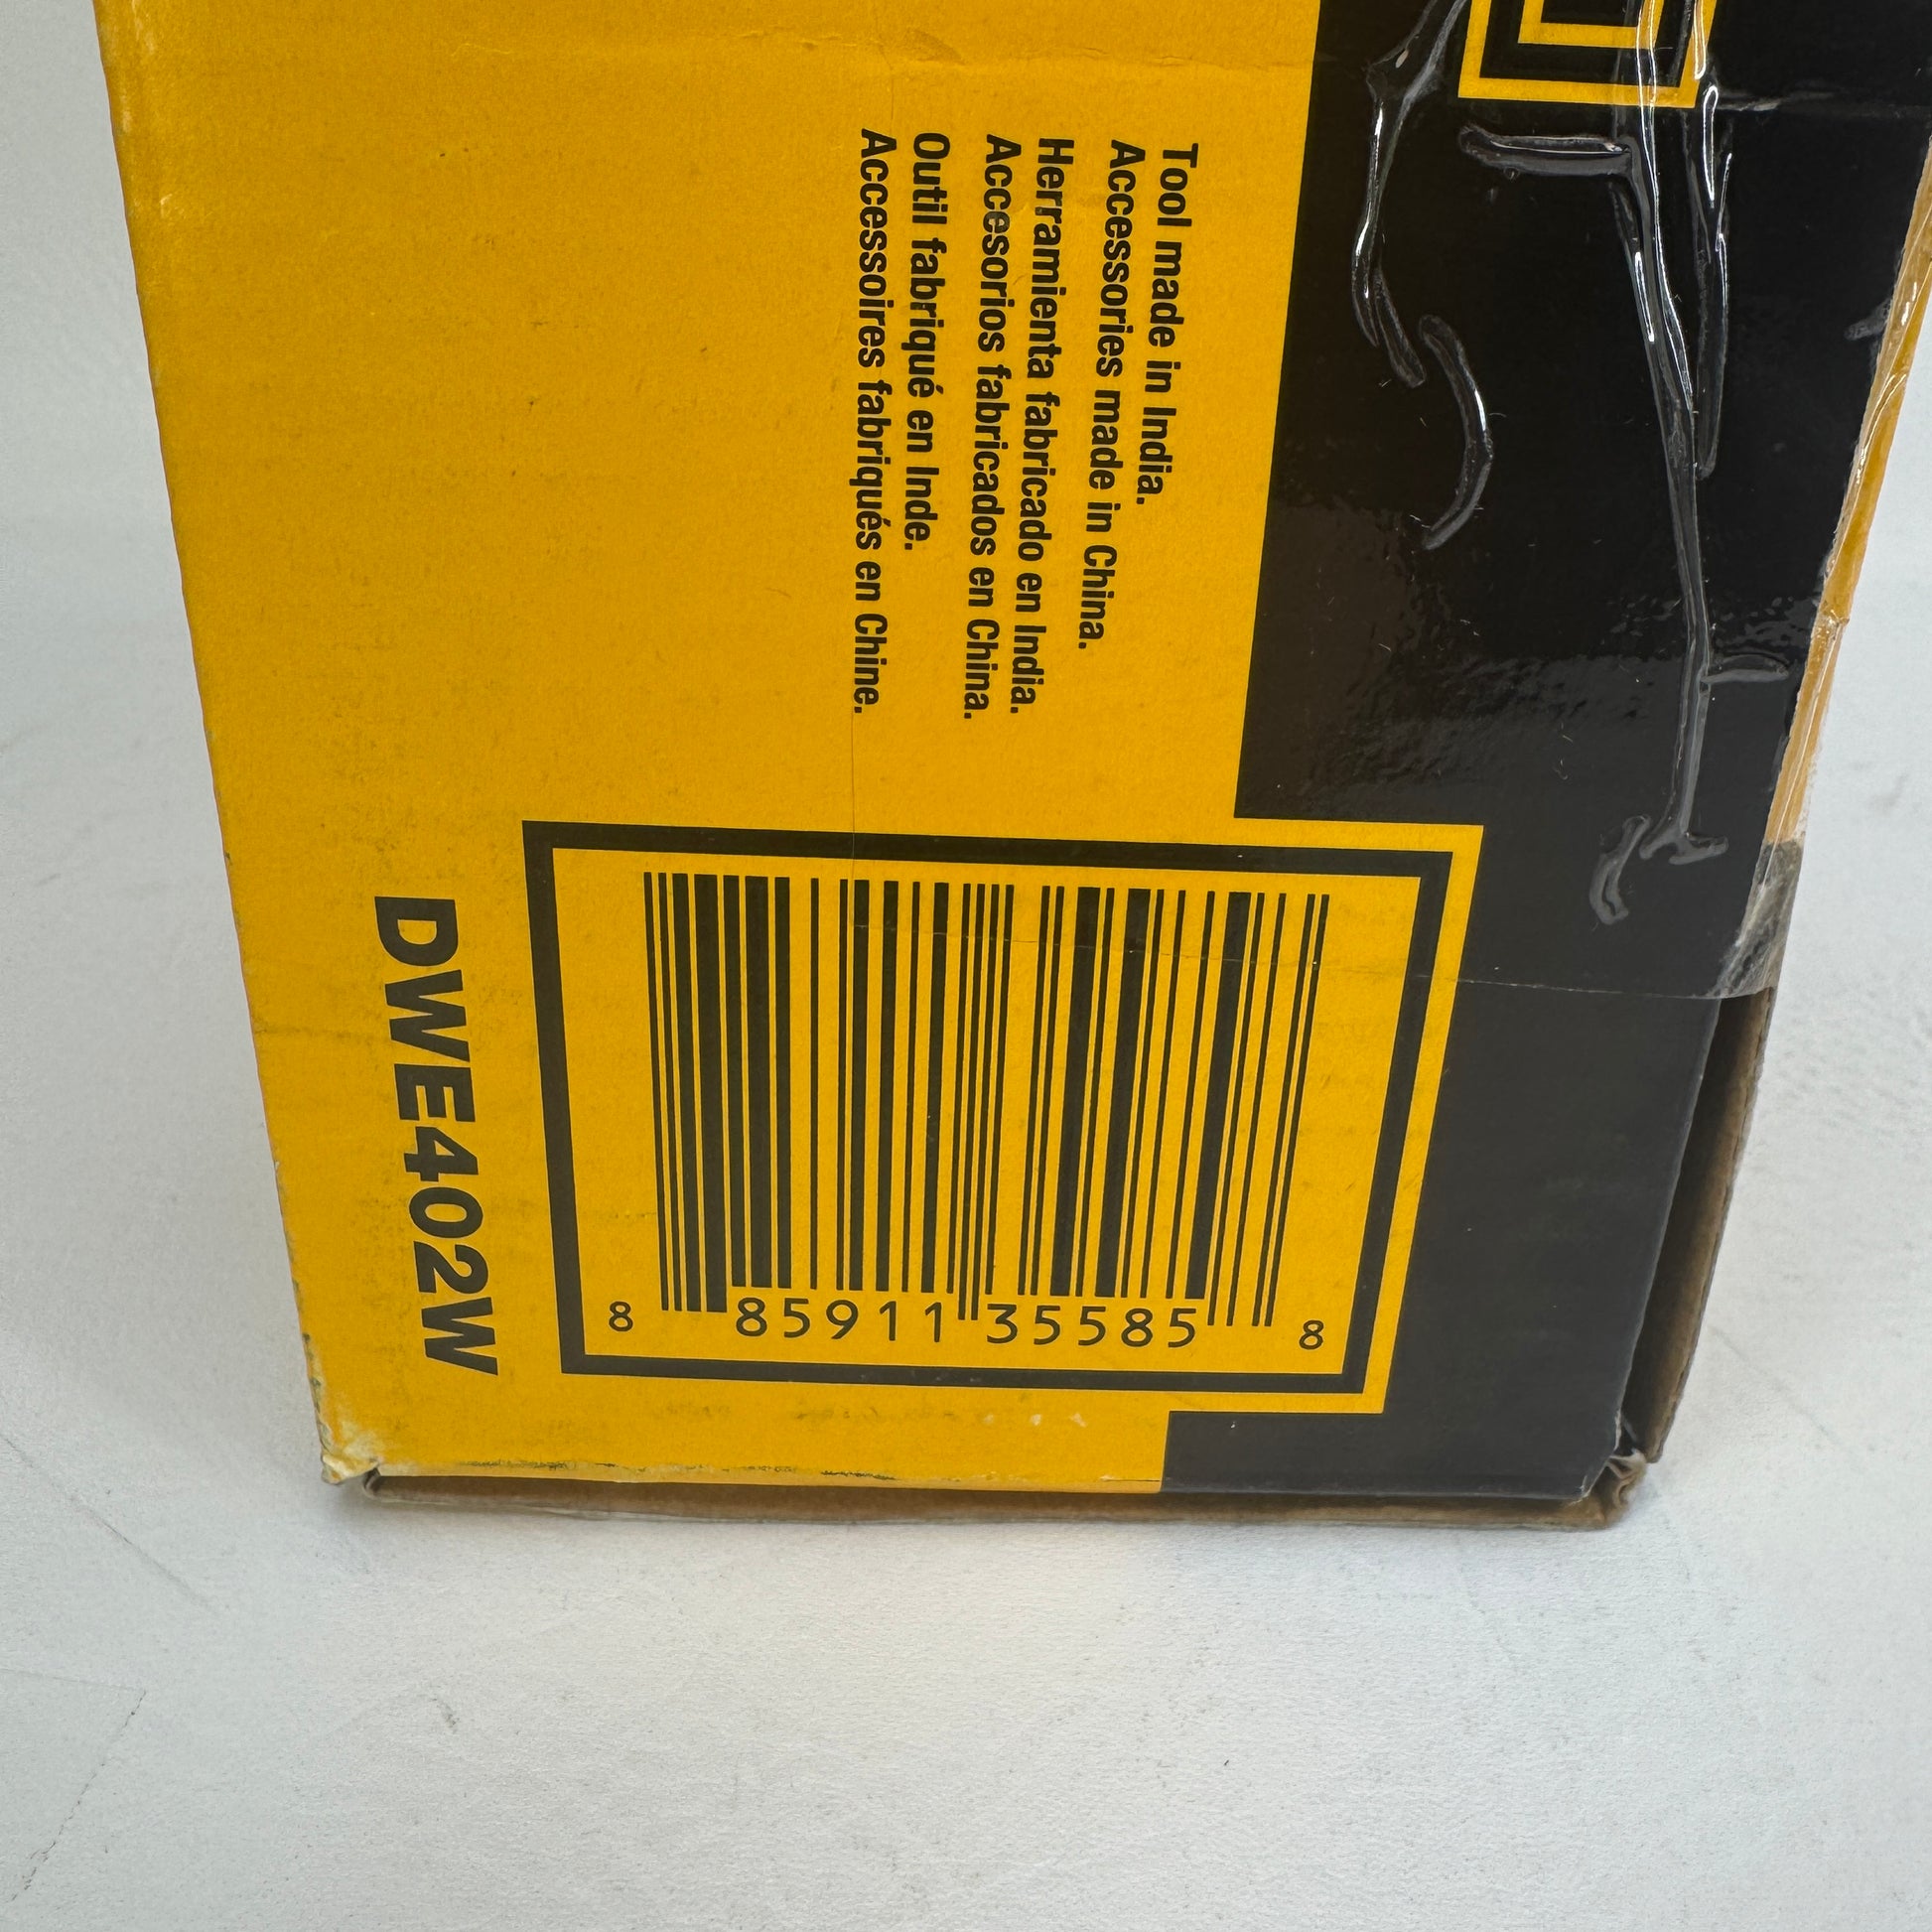 Tool made in India.
Accessories made in China.
Herramienta fabricado en India.
Accesorios fabricados en China.
Outil fabriqué en Inde.
Accessoires fabriqués en Chine.
8 85911 35585 8
DWE402W